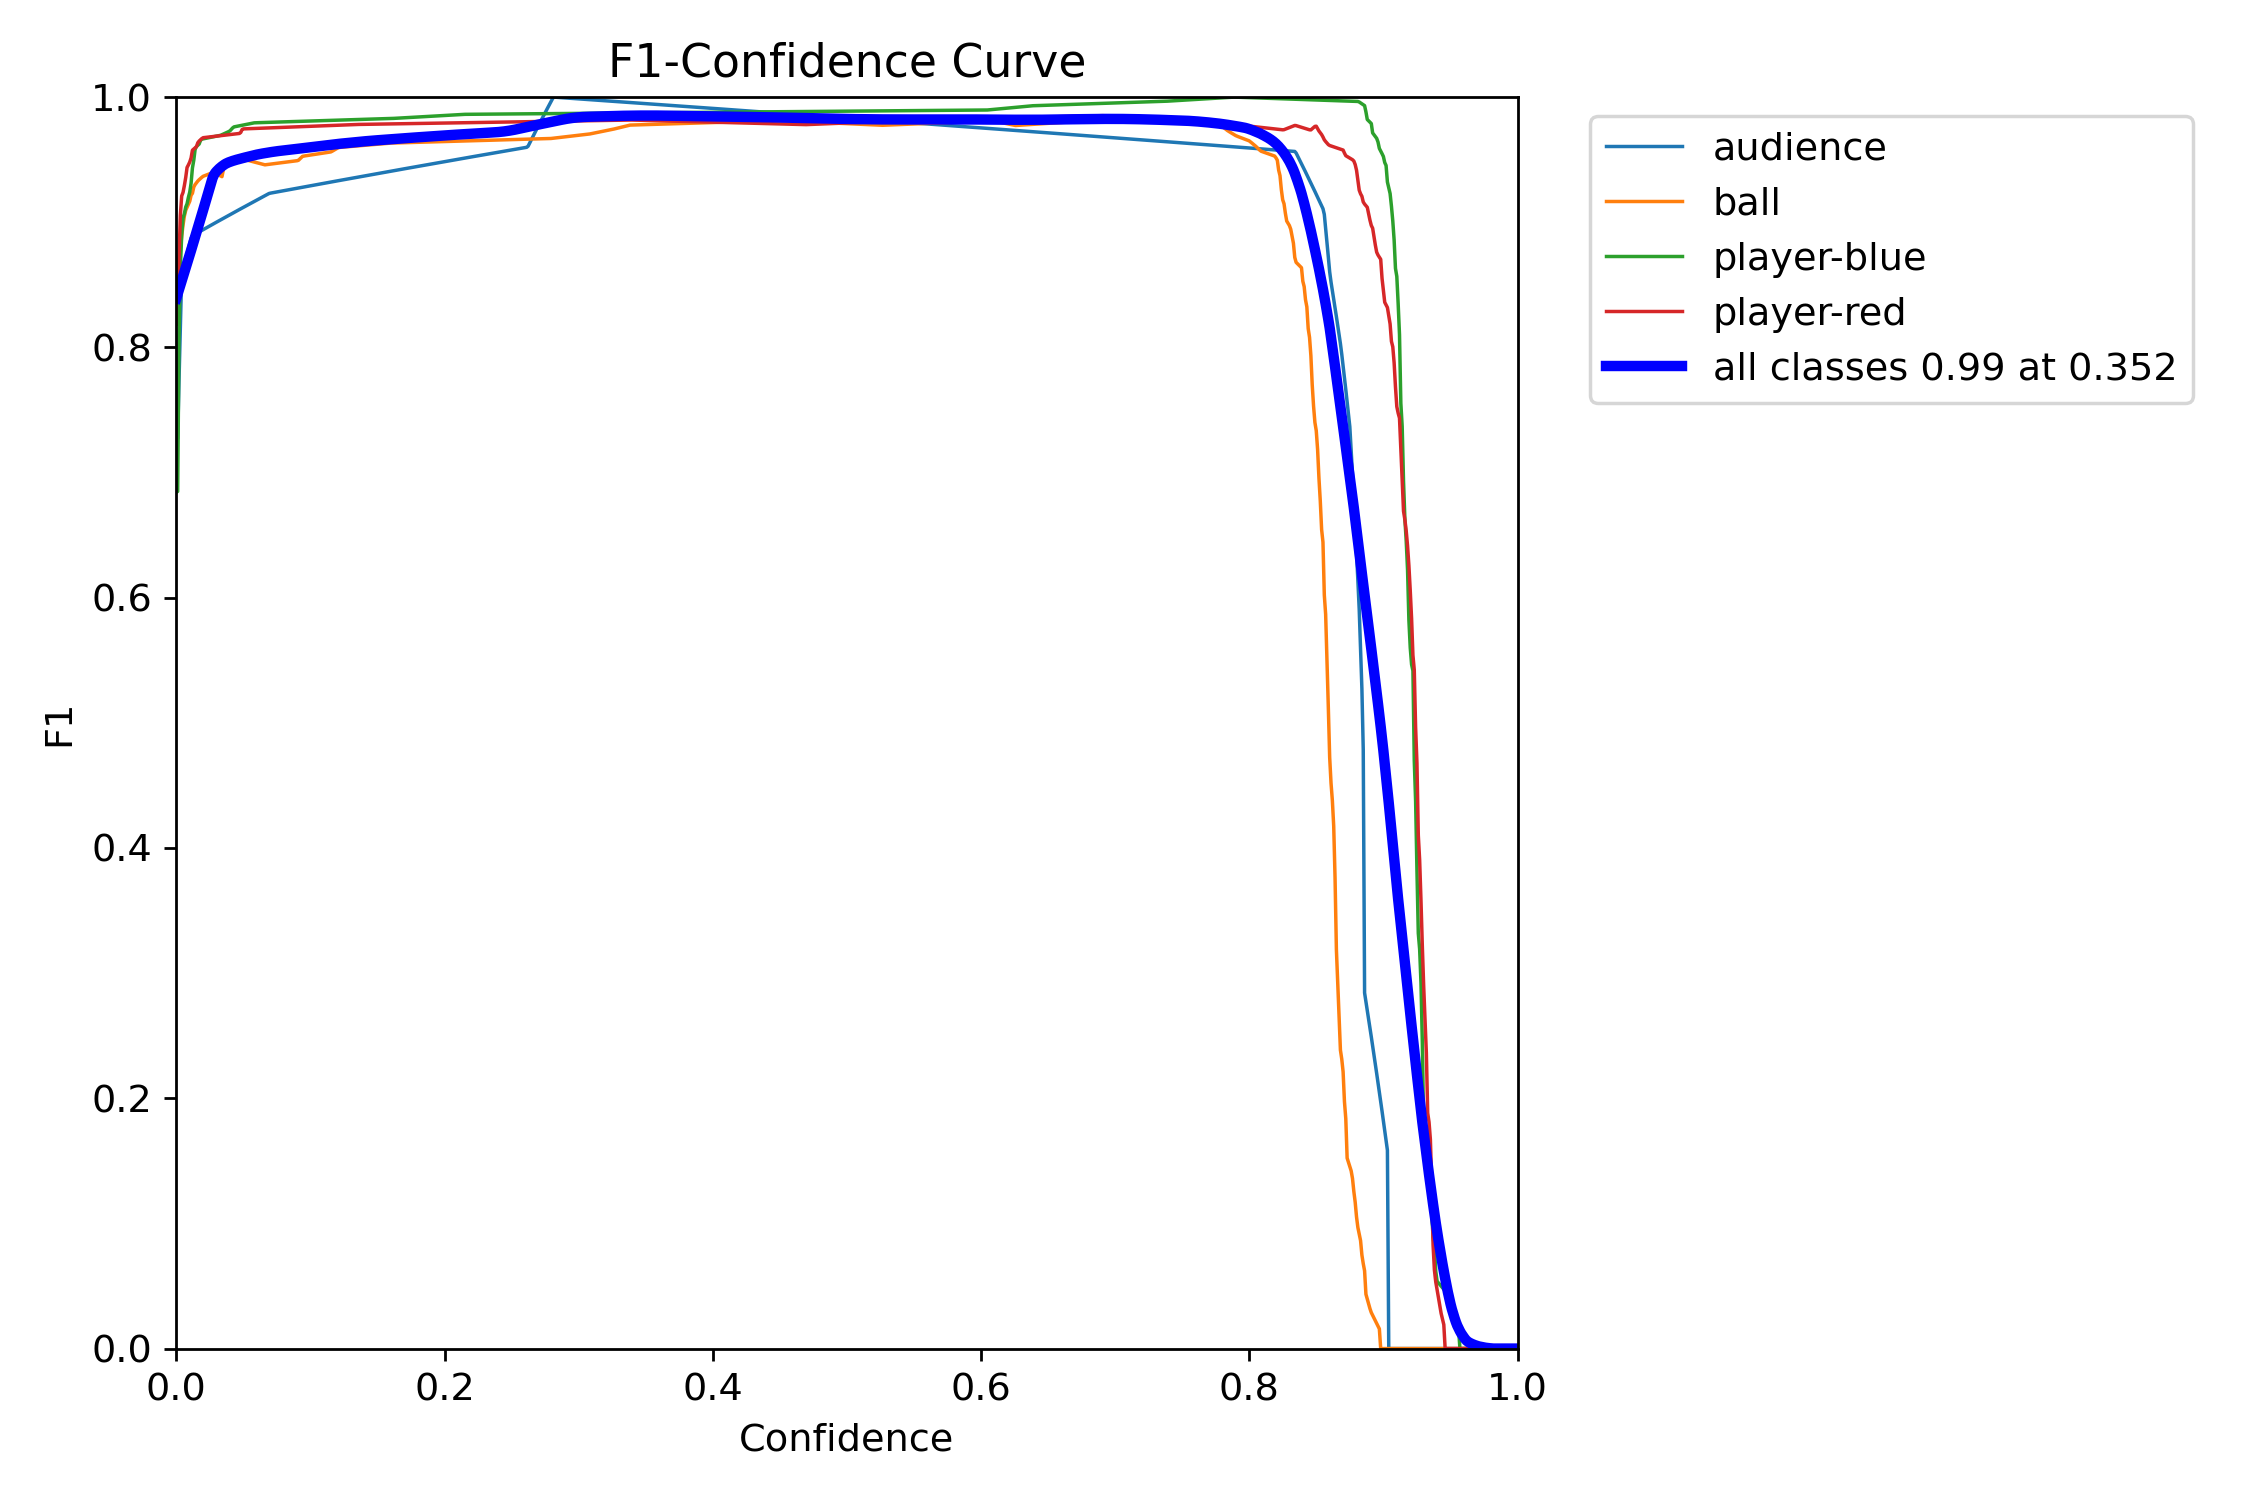 F1-Confidence Curve
1.0
0.8
0.6
0.4
0.2
0.0
F1
0.0 0.2 0.4 0.6 0.8 1.0
Confidence
audience
ball
player-blue
player-red
all classes 0.99 at 0.352